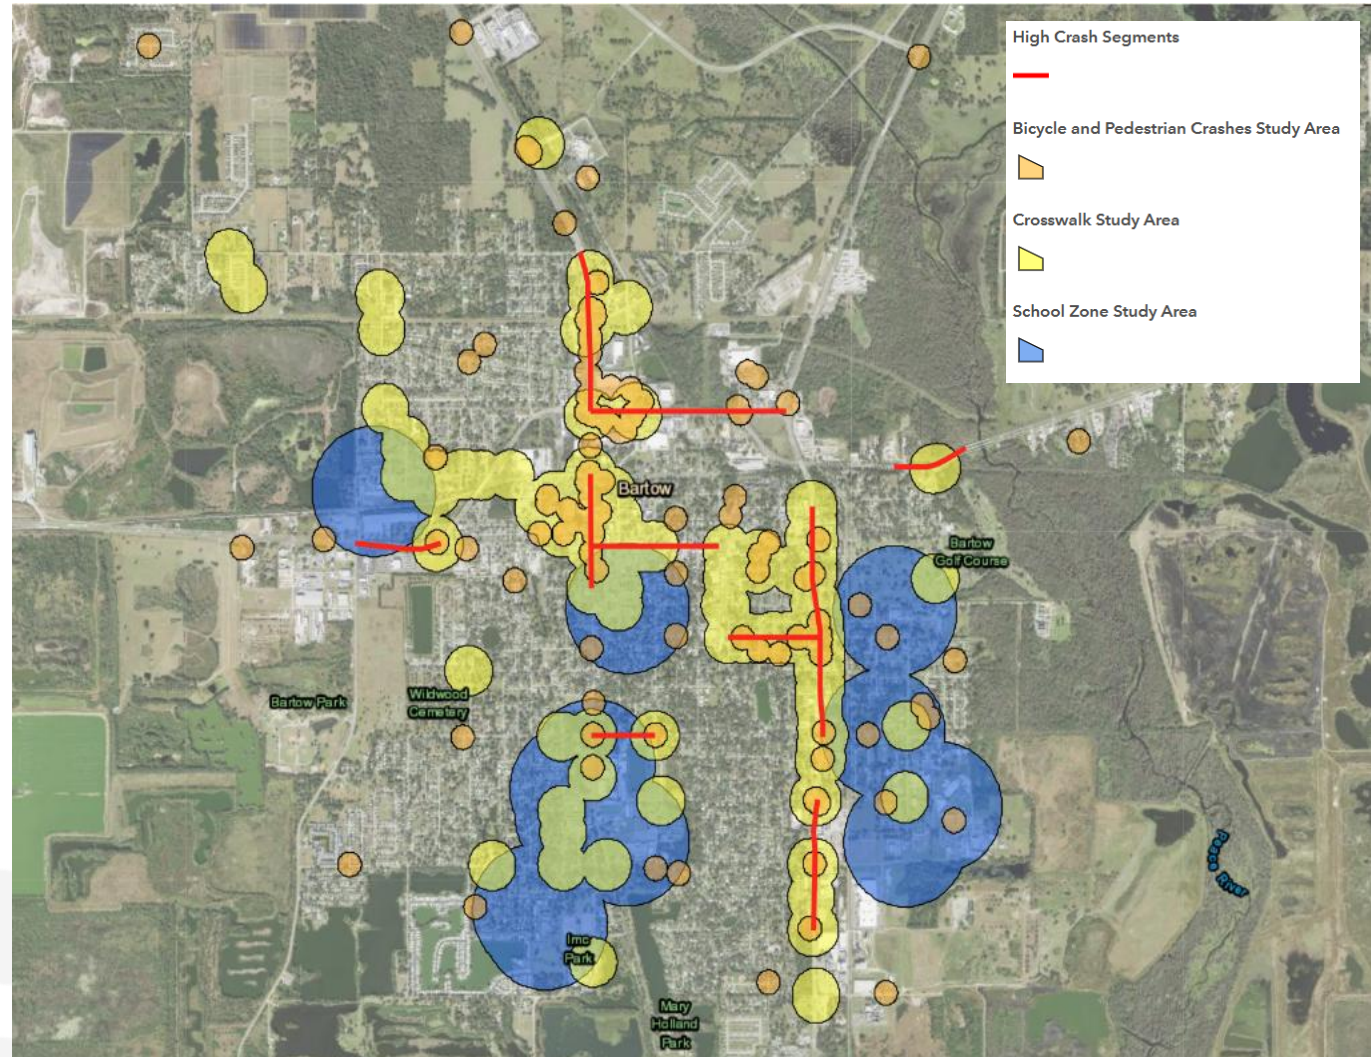 High Crash Segments
Bicycle and Pedestrian Crashes Study Area
Crosswalk Study Area
School Zone Study Area
Bartow
Bartow
Golf Course
Bartow Park
Wildwood
Cemetery
Peace River
Imc
Park
Mary
Holland
Park